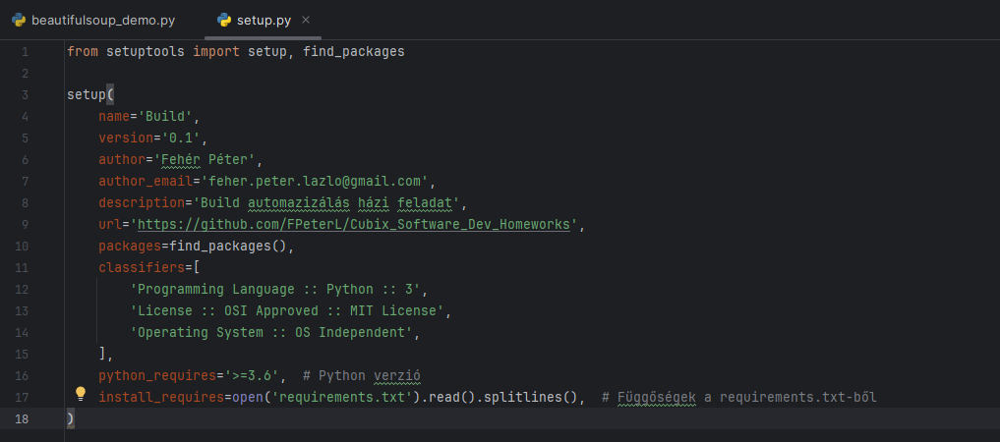 beautifulsoup_demo.py setup.py
1 from setuptools import setup, find_packages
2
3 setup(
4 name='Build',
5 version='0.1',
6 author='Fehér Péter',
7 author_email='feher.peter.lazlo@gmail.com',
8 description='Build automazizálás házi feladat',
9 url='https://github.com/FPeterL/Cubix_Software_Dev_Homeworks',
10 packages=find_packages(),
11 classifiers=[
12 'Programming Language :: Python :: 3',
13 'License :: OSI Approved :: MIT License',
14 'Operating System :: OS Independent',
15 ],
16 python_requires='>=3.6',  # Python verzió
17 install_requires=open('requirements.txt').read().splitlines(),  # Függőségek a requirements.txt-ből
18 )